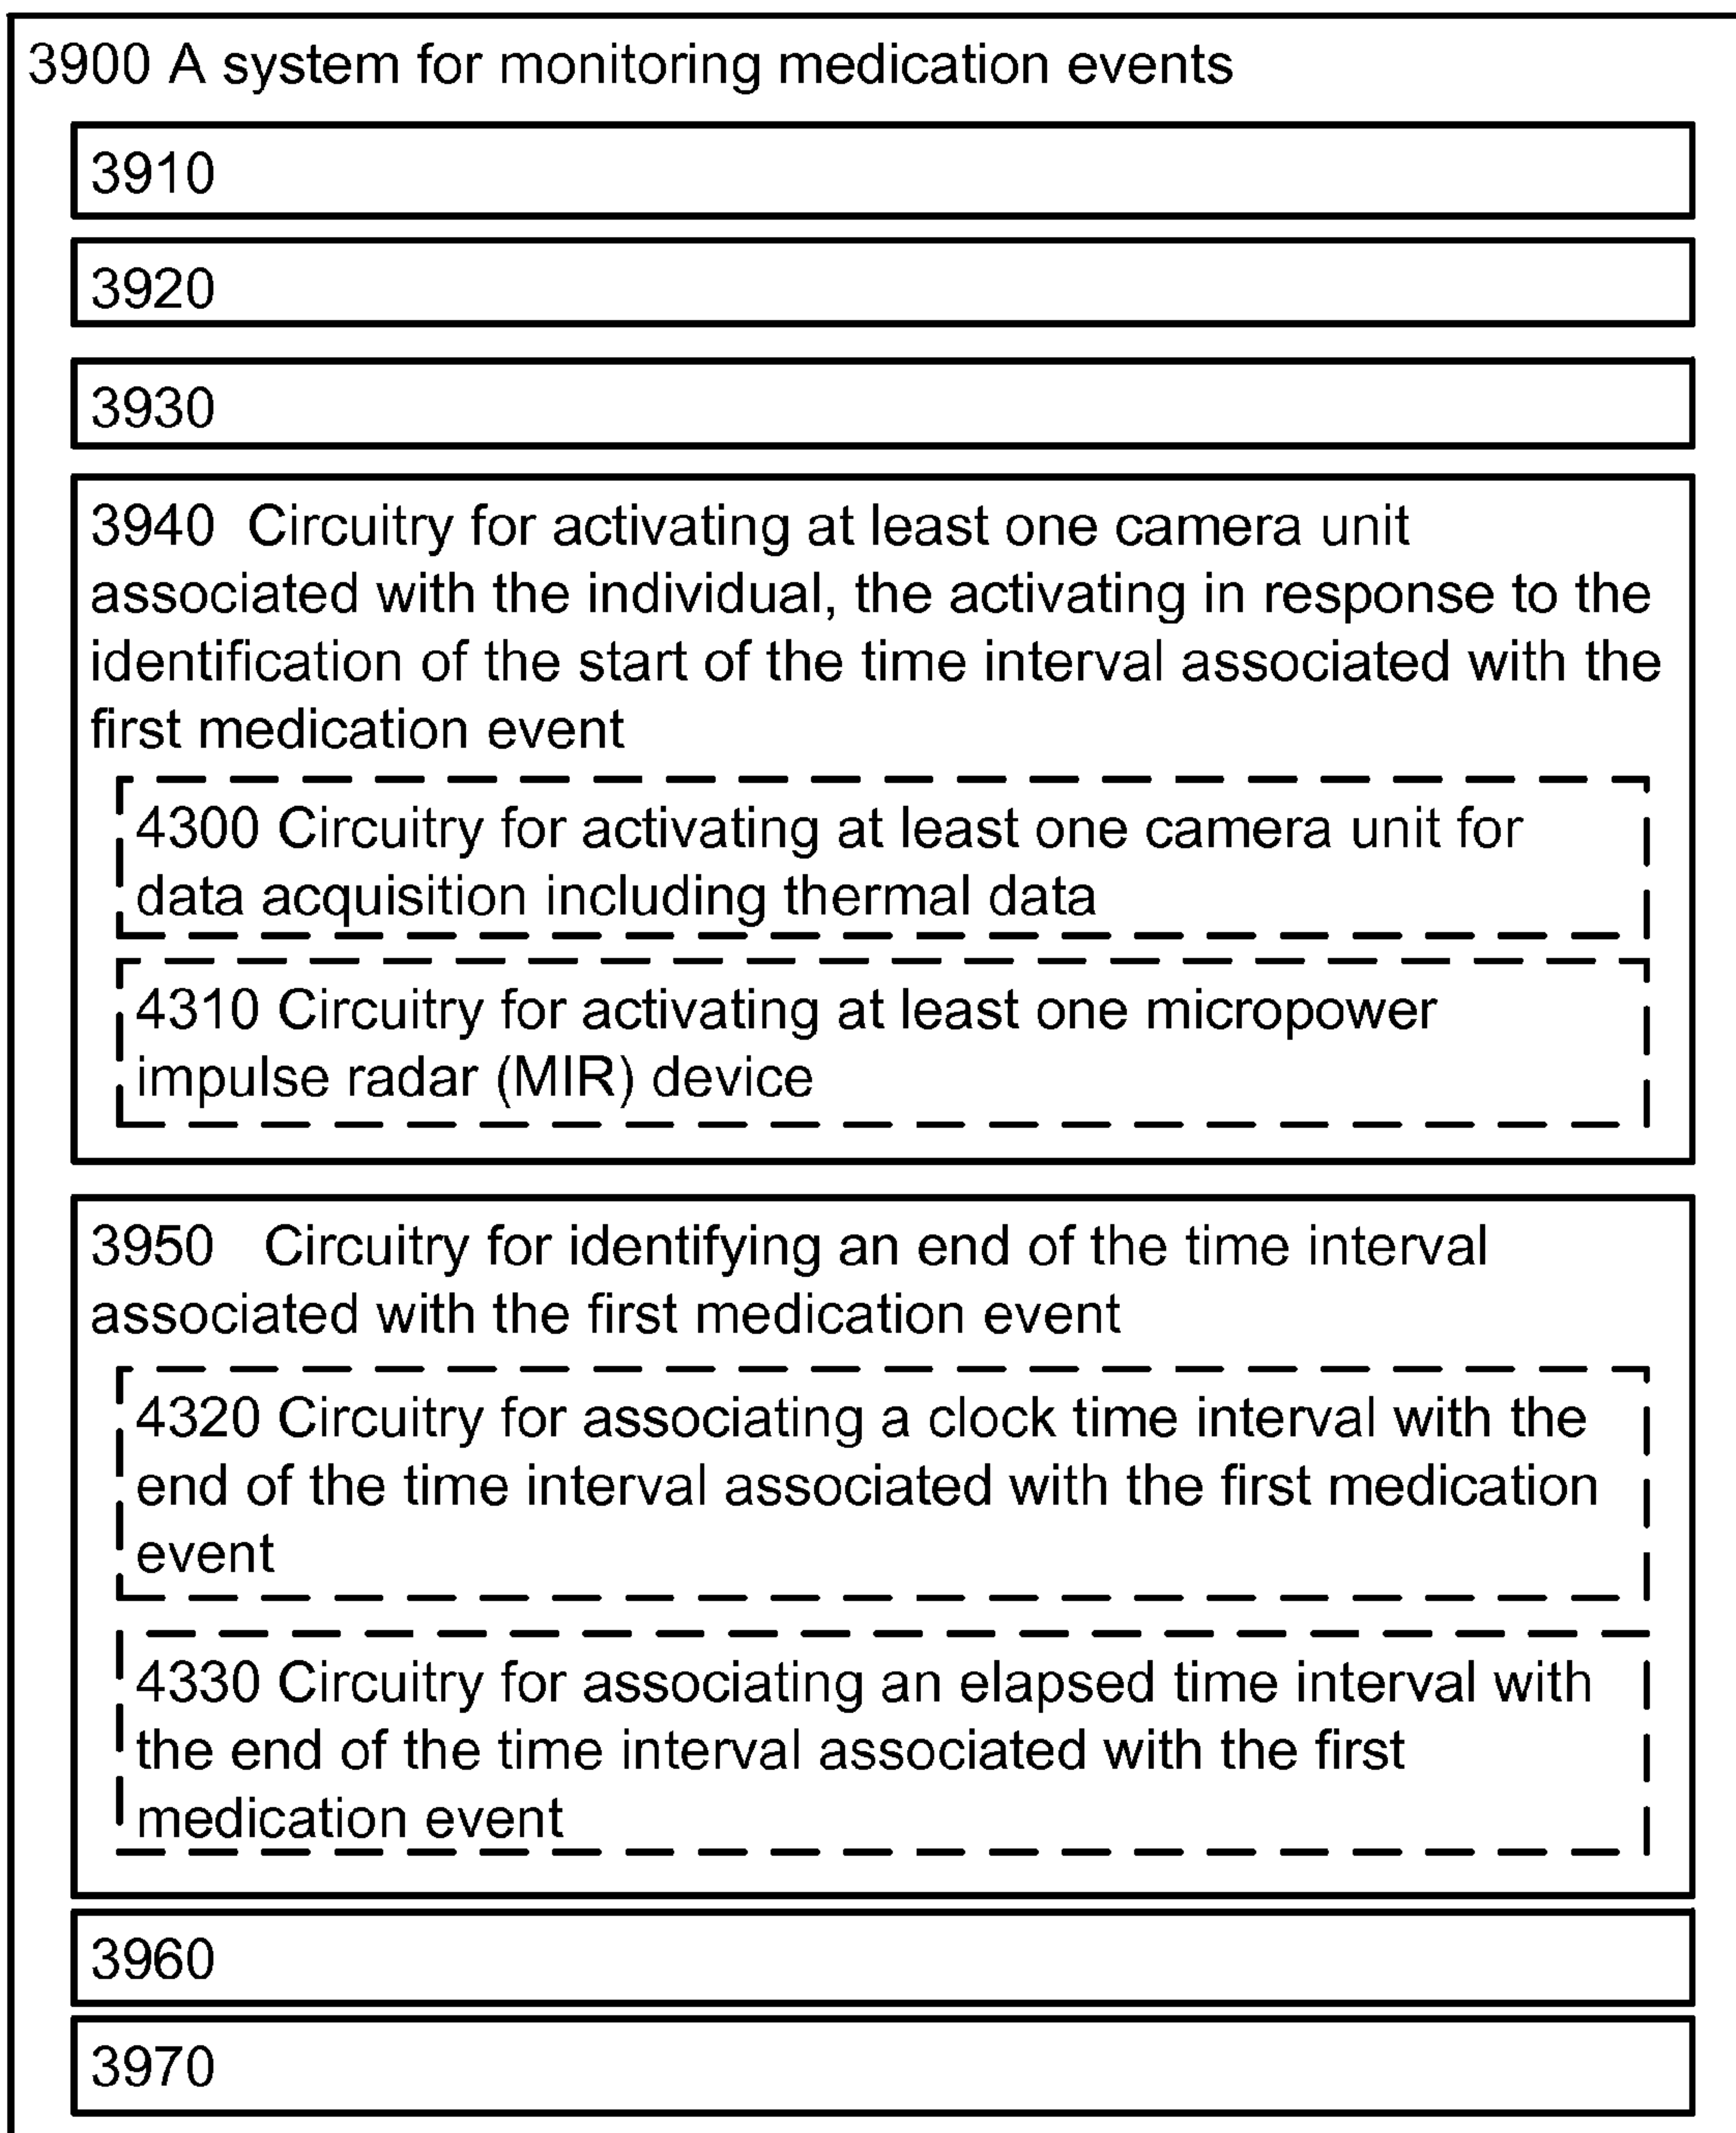 3900 A system for monitoring medication events
3910
3920
3930
3940 Circuitry for activating at least one camera unit
associated with the individual, the activating in response to the
identification of the start of the time interval associated with the
first medication event
4300 Circuitry for activating at least one camera unit for
data acquisition including thermal data
4310 Circuitry for activating at least one micropower
impulse radar (MIR) device
3950 Circuitry for identifying an end of the time interval
associated with the first medication event
4320 Circuitry for associating a clock time interval with the
end of the time interval associated with the first medication
event
4330 Circuitry for associating an elapsed time interval with
the end of the time interval associated with the first
medication event
3960
3970